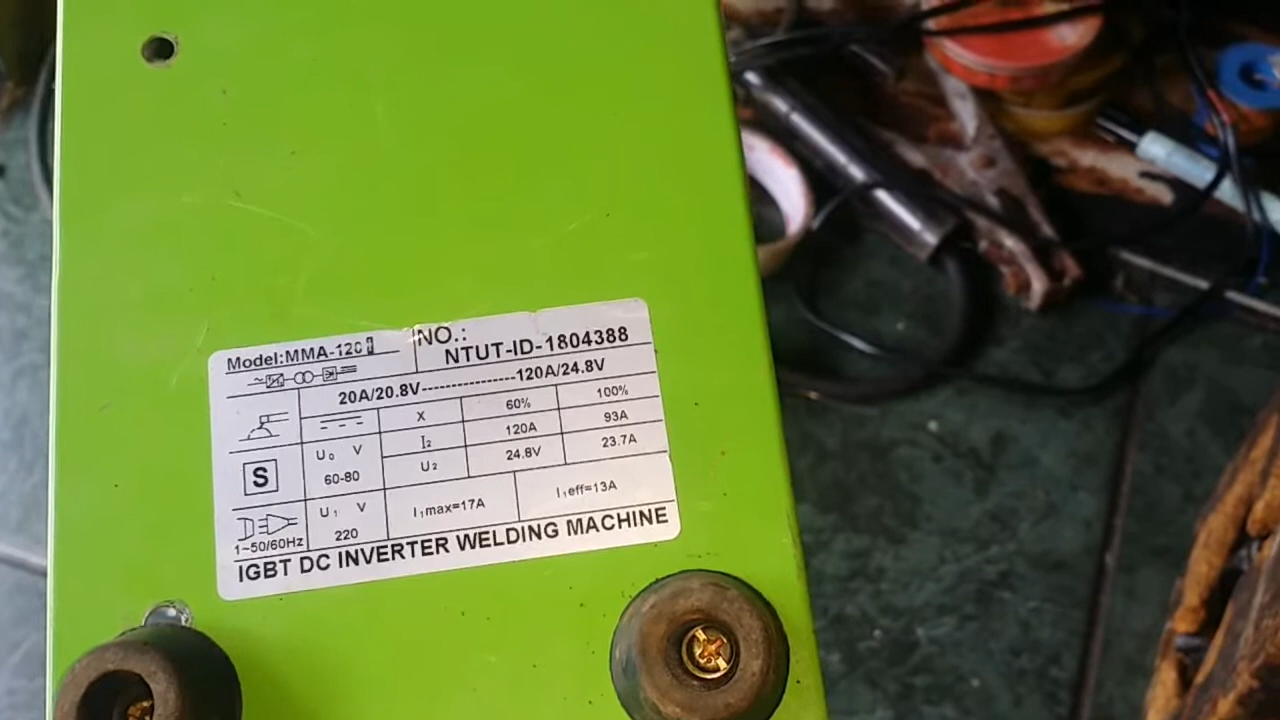 Model:MMA-120
NO.:
NTUT-ID-1804388
20A/20.8V----------------120A/24.8V
X 60% 100%
I2 120A 93A
U2 24.8V 23.7A
U0 V
60-80
S
U1 V
220
I1max=17A I1eff=13A
1~50/60Hz
IGBT DC INVERTER WELDING MACHINE